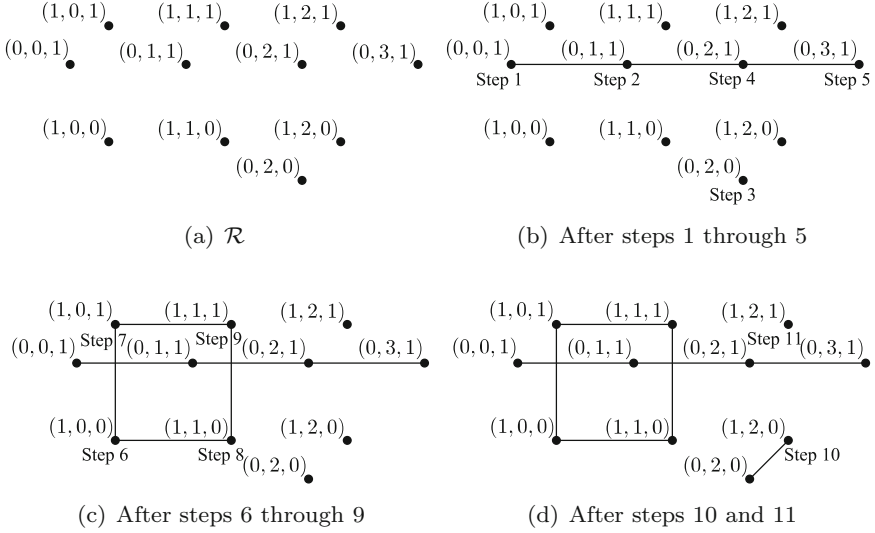 (1, 0, 1) (1, 1, 1) (1, 2, 1)
(0, 0, 1) (0, 1, 1) (0, 2, 1) (0, 3, 1)
(1, 0, 0) (1, 1, 0) (1, 2, 0)
(0, 2, 0)
(a) R
(1, 0, 1) (1, 1, 1) (1, 2, 1)
(0, 0, 1) (0, 1, 1) (0, 2, 1) (0, 3, 1)
Step 1 Step 2 Step 4 Step 5
(1, 0, 0) (1, 1, 0) (1, 2, 0)
(0, 2, 0)
Step 3
(b) After steps 1 through 5
(1, 0, 1) (1, 1, 1) (1, 2, 1)
Step 7 Step 9
(0, 0, 1) (0, 1, 1) (0, 2, 1) (0, 3, 1)
(1, 0, 0) (1, 1, 0) (1, 2, 0)
Step 6 Step 8
(0, 2, 0)
(c) After steps 6 through 9
(1, 0, 1) (1, 1, 1) (1, 2, 1)
Step 11
(0, 0, 1) (0, 1, 1) (0, 2, 1) (0, 3, 1)
(1, 0, 0) (1, 1, 0) (1, 2, 0)
Step 10
(0, 2, 0)
(d) After steps 10 and 11